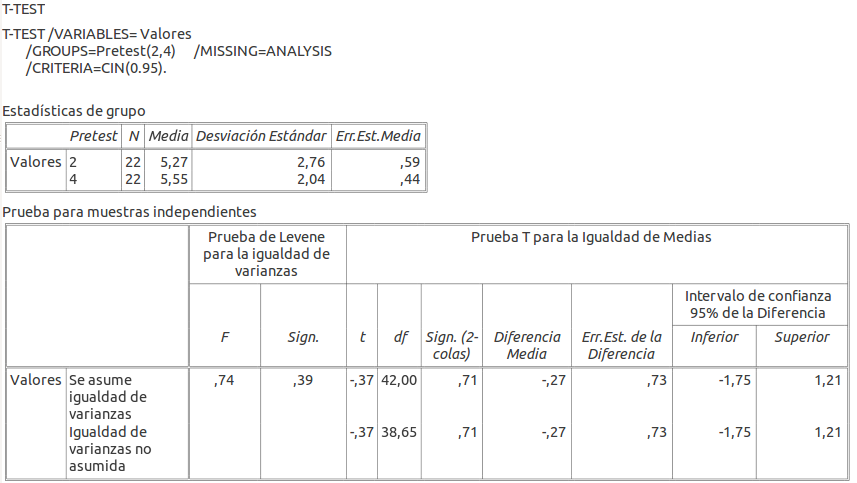 T-TEST
T-TEST /VARIABLES= Valores
/GROUPS=Pretest(2,4) /MISSING=ANALYSIS
/CRITERIA=CIN(0.95).
Estadísticas de grupo
Pretest N Media Desviación Estándar Err.Est.Media
Valores 2 22 5,27 2,76 ,59
4 22 5,55 2,04 ,44
Prueba para muestras independientes
Prueba de Levene
para la igualdad de
varianzas
Prueba T para la Igualdad de Medias
F Sign. t df Sign. (2-
colas)
Diferencia
Media
Err.Est. de la
Diferencia
Intervalo de confianza
95% de la Diferencia
Inferior Superior
Valores Se asume ,74 ,39 -,37 42,00 ,71 -,27 ,73 -1,75 1,21
igualdad de
varianzas
Igualdad de -,37 38,65 ,71 -,27 ,73 -1,75 1,21
varianzas no
asumida